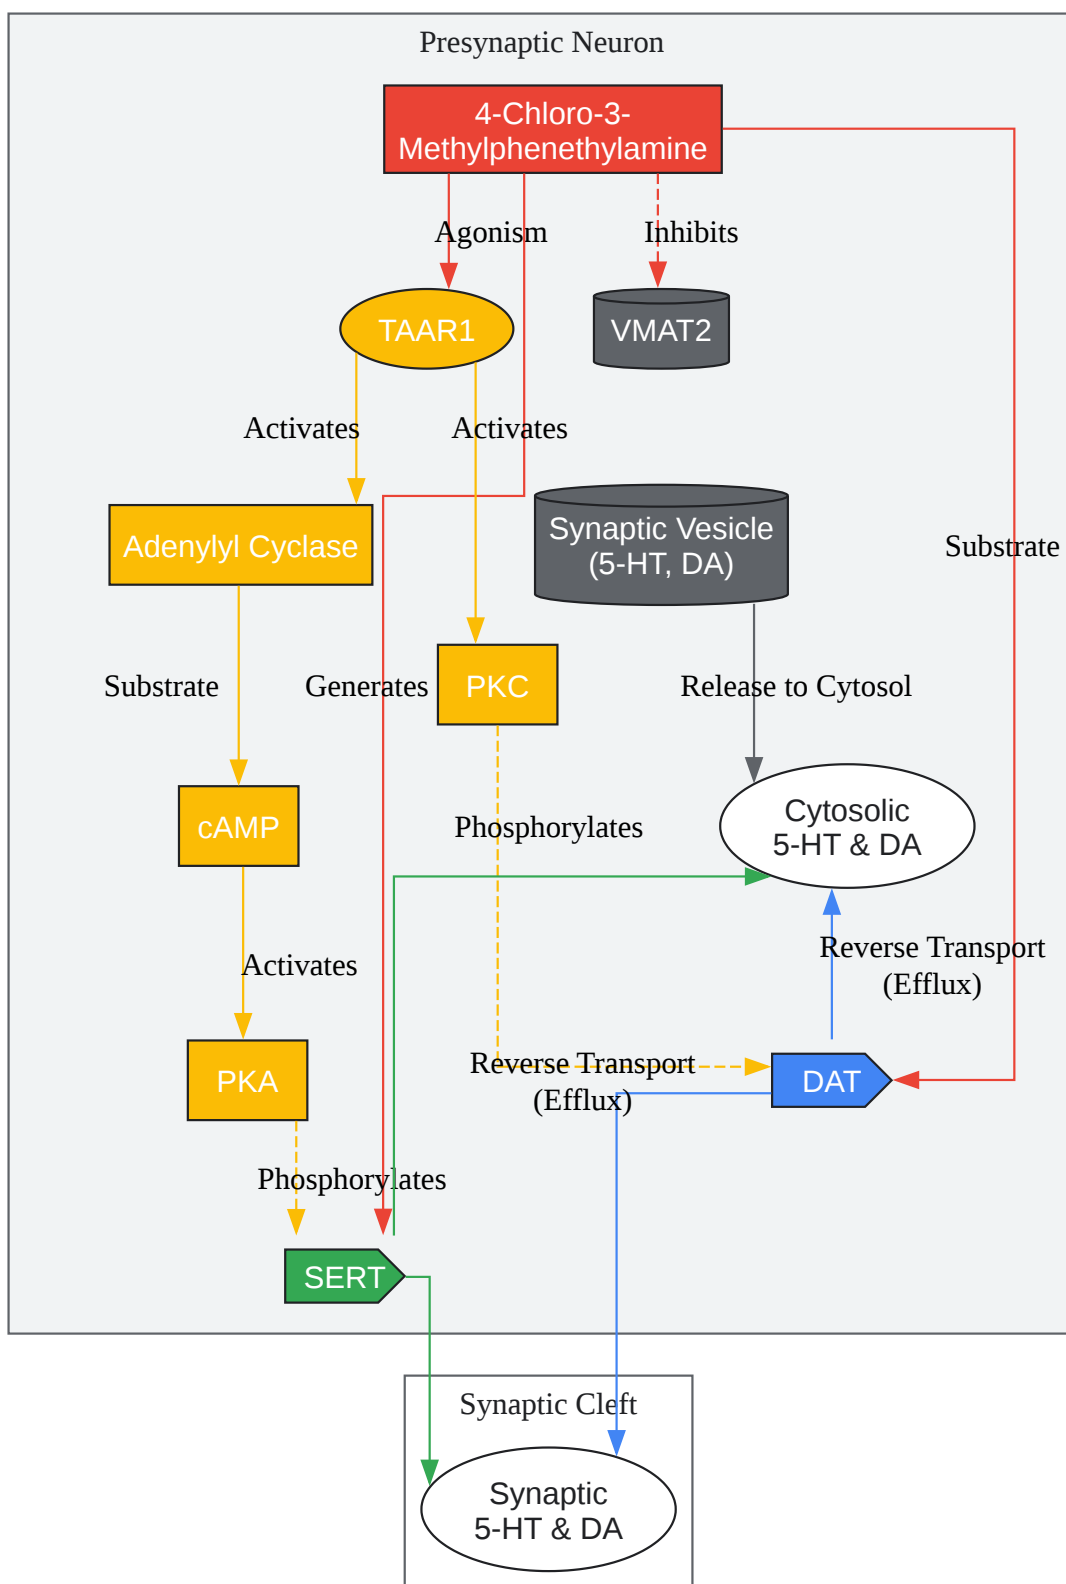 Presynaptic Neuron
4-Chloro-3-
Methylphenethylamine
Agonism
Inhibits
TAAR1
VMAT2
Activates
Activates
Synaptic Vesicle
(5-HT, DA)
Adenylyl Cyclase
Substrate
Substrate
Generates
PKC
Release to Cytosol
Cytosolic
5-HT & DA
cAMP
Phosphorylates
Reverse Transport
(Efflux)
Activates
Reverse Transport
(Efflux)
PKA
DAT
Phosphorylates
SERT
Synaptic Cleft
Synaptic
5-HT & DA